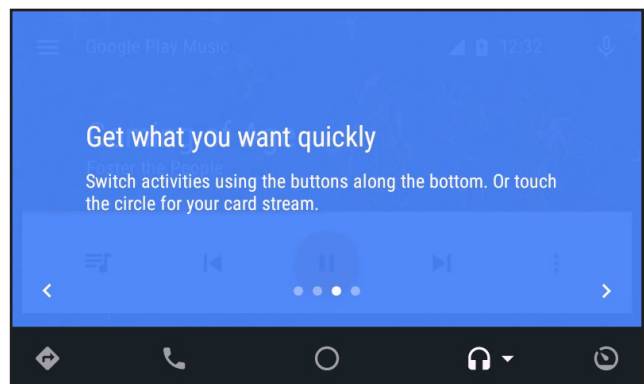 Google Play Music
12:32
Get what you want quickly
Foster the People
Switch activities using the buttons along the bottom. Or touch
the circle for your card stream.